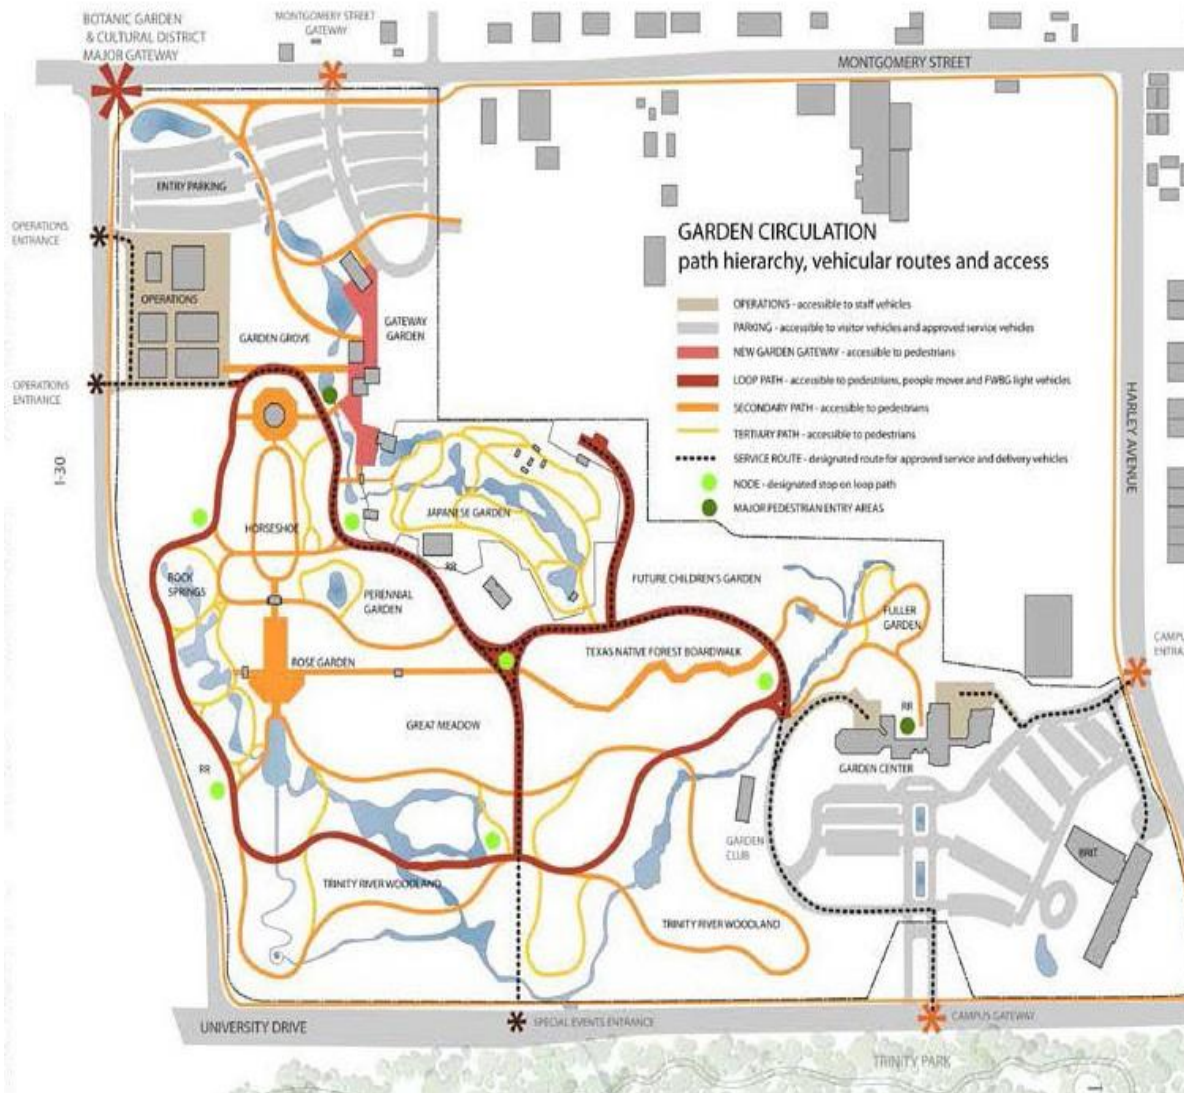 BOTANIC GARDEN
& CULTURAL DISTRICT
MAJOR GATEWAY
MONTGOMERY STREET
GATEWAY
MONTGOMERY STREET
ENTRY PARKING
OPERATIONS
ENTRANCE
GARDEN CIRCULATION
path hierarchy, vehicular routes and access
OPERATIONS - accessible to staff vehicles
PARKING - accessible to visitor vehicles and approved service vehicles
NEW GARDEN GATEWAY - accessible to pedestrians
LOOP PATH - accessible to pedestrians, people mover and FWBG light vehicles
SECONDARY PATH - accessible to pedestrians
TERTIARY PATH - accessible to pedestrians
SERVICE ROUTE - designated route for approved service and delivery vehicles
NODE - designated stop on loop path
MAJOR PEDESTRIAN ENTRY AREAS
OPERATIONS
GARDEN GROVE
GATEWAY
GARDEN
OPERATIONS
ENTRANCE
HARLEY AVENUE
I-30
HORSESHOE
JAPANESE GARDEN
RR
ROCK
SPRINGS
PERENNIAL
GARDEN
FUTURE CHILDREN'S GARDEN
FULLER
GARDEN
ROSE GARDEN
TEXAS NATIVE FOREST BOARDWALK
CAMPU
ENTRA
GREAT MEADOW
RR
RR
GARDEN CENTER
GARDEN
CLUB
BRIT
TRINITY RIVER WOODLAND
TRINITY RIVER WOODLAND
UNIVERSITY DRIVE
SPECIAL EVENTS ENTRANCE
CAMPUS GATEWAY
TRINITY PARK